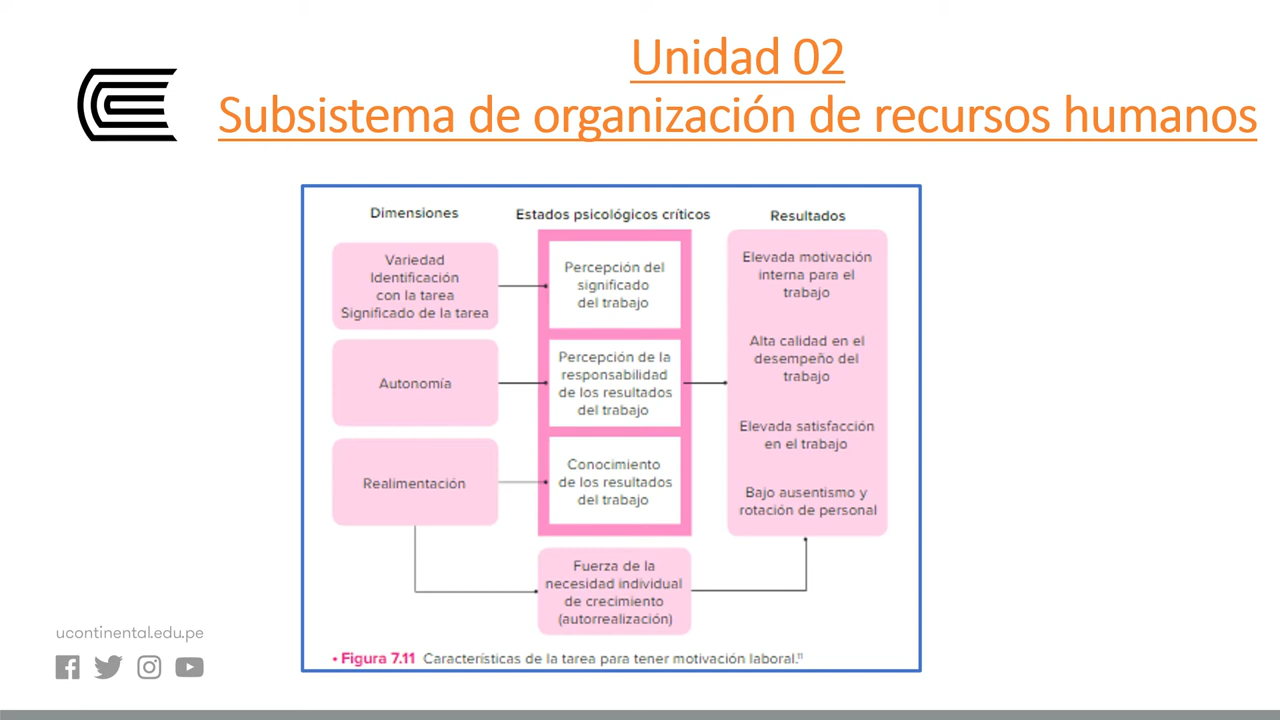 Unidad 02
Subsistema de organización de recursos humanos
Dimensiones
Estados psicológicos críticos
Resultados
Variedad
Identificación
con la tarea
Significado de la tarea
Percepción del
significado
del trabajo
Elevada motivación
interna para el
trabajo
Autonomía
Percepción de la
responsabilidad
de los resultados
del trabajo
Alta calidad en el
desempeño del
trabajo
Elevada satisfacción
en el trabajo
Realimentación
Conocimiento
de los resultados
del trabajo
Bajo ausentismo y
rotación de personal
Fuerza de la
necesidad individual
de crecimiento
(autorrealización)
• Figura 7.11 Características de la tarea para tener motivación laboral.11
ucontinental.edu.pe